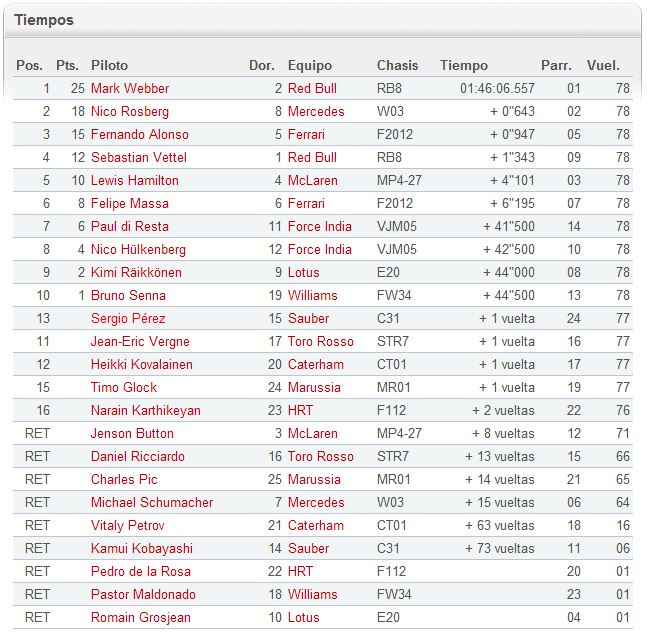 Tiempos
Pos. Pts. Piloto Dor. Equipo Chasis Tiempo Parr. Vuel.
1 25 Mark Webber 2 Red Bull RB8 01:46:06.557 01 78
2 18 Nico Rosberg 8 Mercedes W03 + 0"643 02 78
3 15 Fernando Alonso 5 Ferrari F2012 + 0"947 05 78
4 12 Sebastian Vettel 1 Red Bull RB8 + 1"343 09 78
5 10 Lewis Hamilton 4 McLaren MP4-27 + 4"101 03 78
6 8 Felipe Massa 6 Ferrari F2012 + 6"195 07 78
7 6 Paul di Resta 11 Force India VJM05 + 41"500 14 78
8 4 Nico Hülkenberg 12 Force India VJM05 + 42"500 10 78
9 2 Kimi Räikkönen 9 Lotus E20 + 44"000 08 78
10 1 Bruno Senna 19 Williams FW34 + 44"500 13 78
13 Sergio Pérez 15 Sauber C31 + 1 vuelta 24 77
11 Jean-Eric Vergne 17 Toro Rosso STR7 + 1 vuelta 16 77
12 Heikki Kovalainen 20 Caterham CT01 + 1 vuelta 17 77
15 Timo Glock 24 Marussia MR01 + 1 vuelta 19 77
16 Narain Karthikeyan 23 HRT F112 + 2 vueltas 22 76
RET Jenson Button 3 McLaren MP4-27 + 8 vueltas 12 71
RET Daniel Ricciardo 16 Toro Rosso STR7 + 13 vueltas 15 66
RET Charles Pic 25 Marussia MR01 + 14 vueltas 21 65
RET Michael Schumacher 7 Mercedes W03 + 15 vueltas 06 64
RET Vitaly Petrov 21 Caterham CT01 + 63 vueltas 18 16
RET Kamui Kobayashi 14 Sauber C31 + 73 vueltas 11 06
RET Pedro de la Rosa 22 HRT F112 20 01
RET Pastor Maldonado 18 Williams FW34 23 01
RET Romain Grosjean 10 Lotus E20 04 01